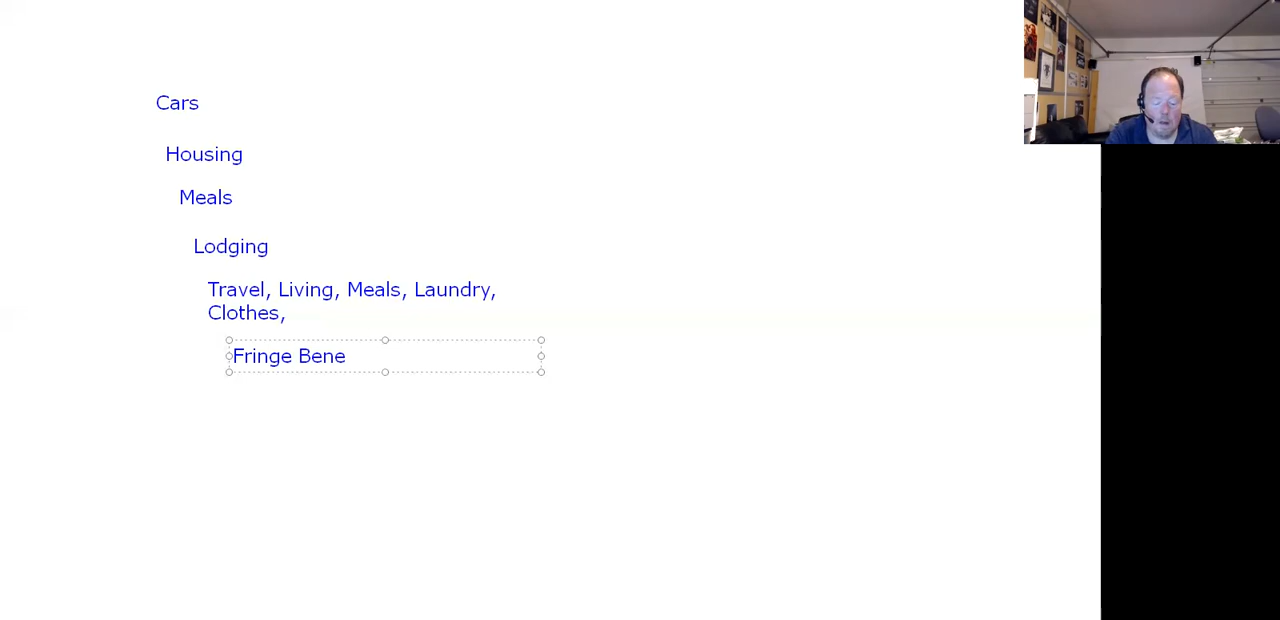 Cars
Housing
Meals
Lodging
Travel, Living, Meals, Laundry,
Clothes,
Fringe Bene